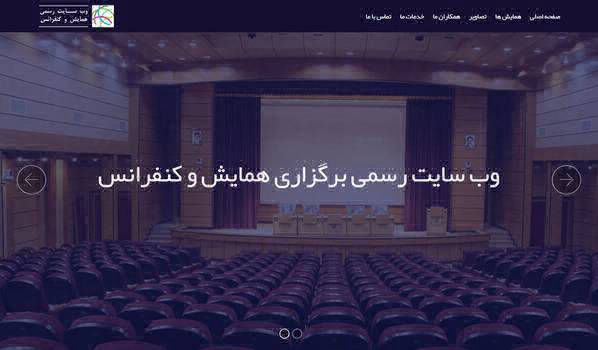 صفحه اصلی
همایش ها
تصاویر
همکاران ما
خدمات ما
تماس با ما
وب سایت رسمی
همایش و کنفرانس
وب سایت رسمی برگزاری همایش و کنفرانس